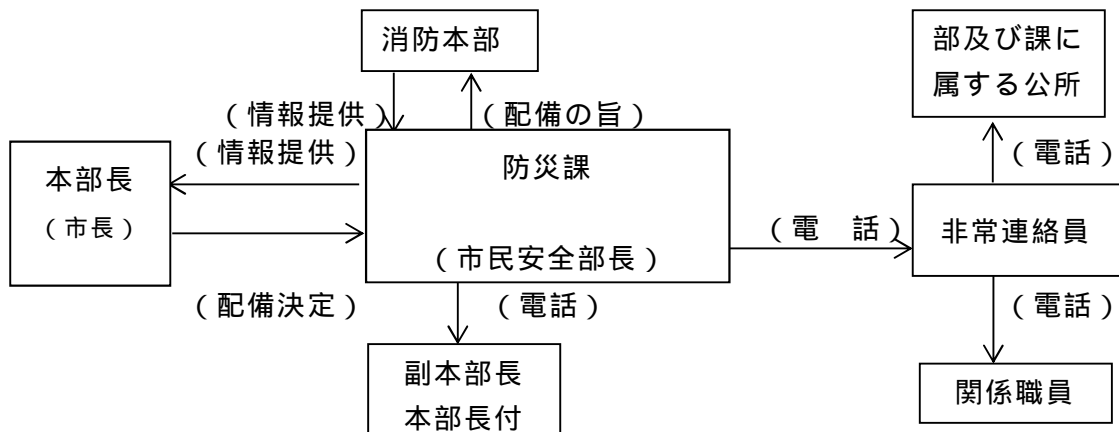 消防本部
部及び課に
属する公所
（情報提供）
（配備の旨）
（情報提供）
（電話）
本部長
（市長）
防災課
（市民安全部長）
（電　話）
非常連絡員
（配備決定）
（電話）
（電話）
副本部長
本部長付
関係職員